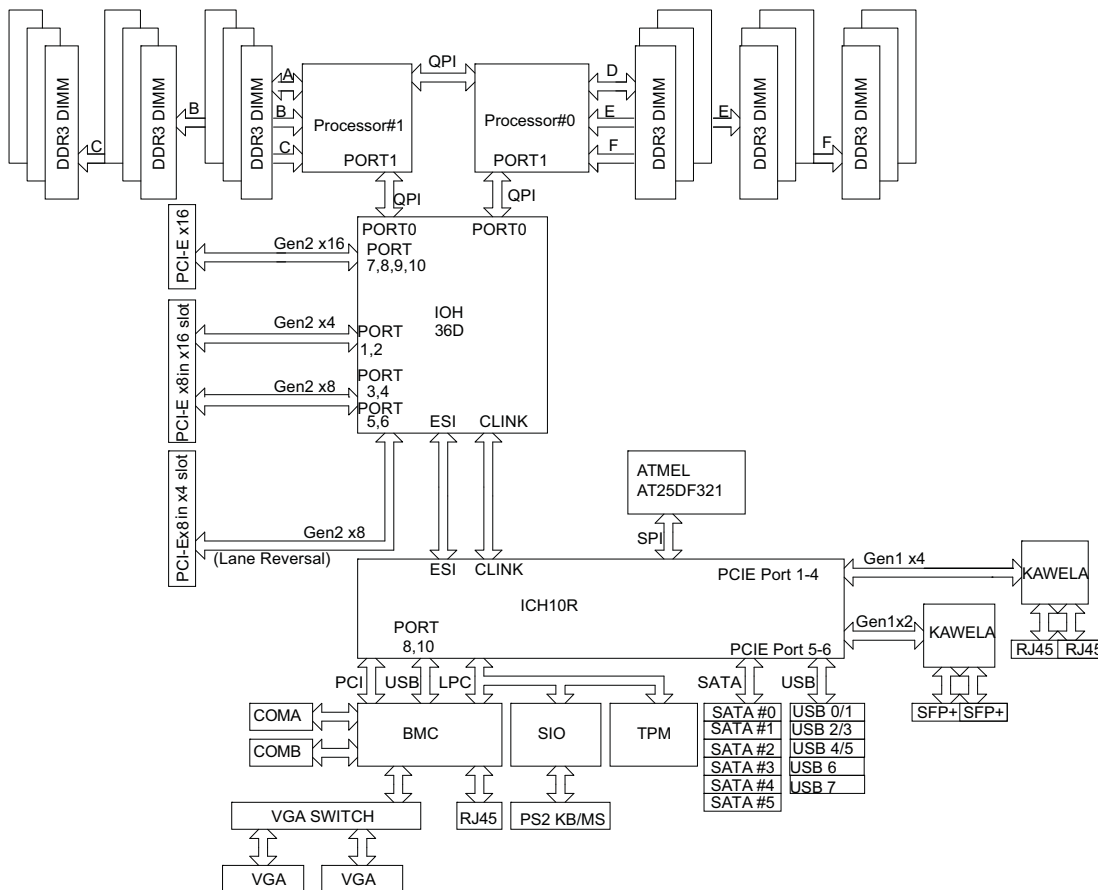 DDR3 DIMM
DDR3 DIMM
DDR3 DIMM
DDR3 DIMM
DDR3 DIMM
DDR3 DIMM
QPI
A
B
B
C
C
D
E
E
F
F
Processor#1
PORT1
Processor#0
PORT1
QPI
QPI
PORT0
PORT0
PCI-E x16
Gen2 x16
PORT
7,8,9,10
IOH
36D
PCI-E x8in x16 slot
Gen2 x4
PORT
1,2
Gen2 x8
PORT
3,4
PORT
5,6
ESI
CLINK
PCI-Ex8in x4 slot
Gen2 x8
(Lane Reversal)
ATMEL
AT25DF321
SPI
ESI
CLINK
PCIE Port 1-4
Gen1 x4
KAWELA
ICH10R
PORT
8,10
PCIE Port 5-6
Gen1x2
KAWELA
RJ45
RJ45
PCI
USB
LPC
SATA
USB
SFP+
SFP+
COMA
COMB
BMC
SIO
TPM
SATA #0
SATA #1
SATA #2
SATA #3
SATA #4
SATA #5
USB 0/1
USB 2/3
USB 4/5
USB 6
USB 7
VGA SWITCH
RJ45
PS2 KB/MS
VGA
VGA